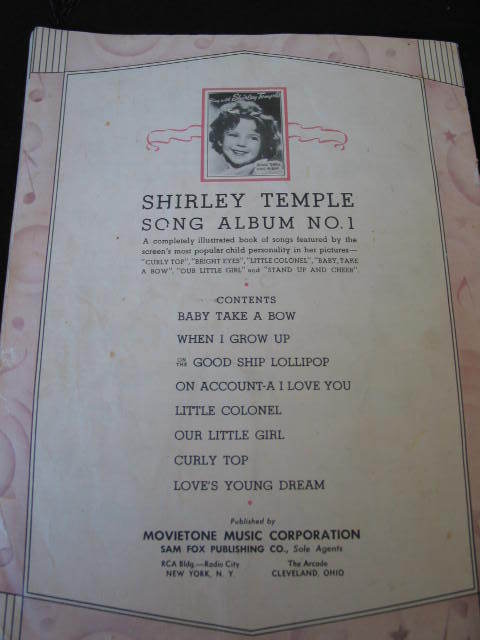 Sing with Shirley Temple
SHIRLEY TEMPLE
SONG ALBUM NO. 1
A completely illustrated book of songs featured by the
screen's most popular child personality in her pictures—
"CURLY TOP", "BRIGHT EYES", "LITTLE COLONEL", "BABY, TAKE
A BOW", "OUR LITTLE GIRL" and "STAND UP AND CHEER"
CONTENTS
BABY TAKE A BOW
WHEN I GROW UP
ON THE GOOD SHIP LOLLIPOP
ON ACCOUNT-A I LOVE YOU
LITTLE COLONEL
OUR LITTLE GIRL
CURLY TOP
LOVE'S YOUNG DREAM
Published by
MOVIETONE MUSIC CORPORATION
SAM FOX PUBLISHING CO., Sole Agents
RCA Bldg.—Radio City The Arcade
NEW YORK, N. Y. CLEVELAND, OHIO